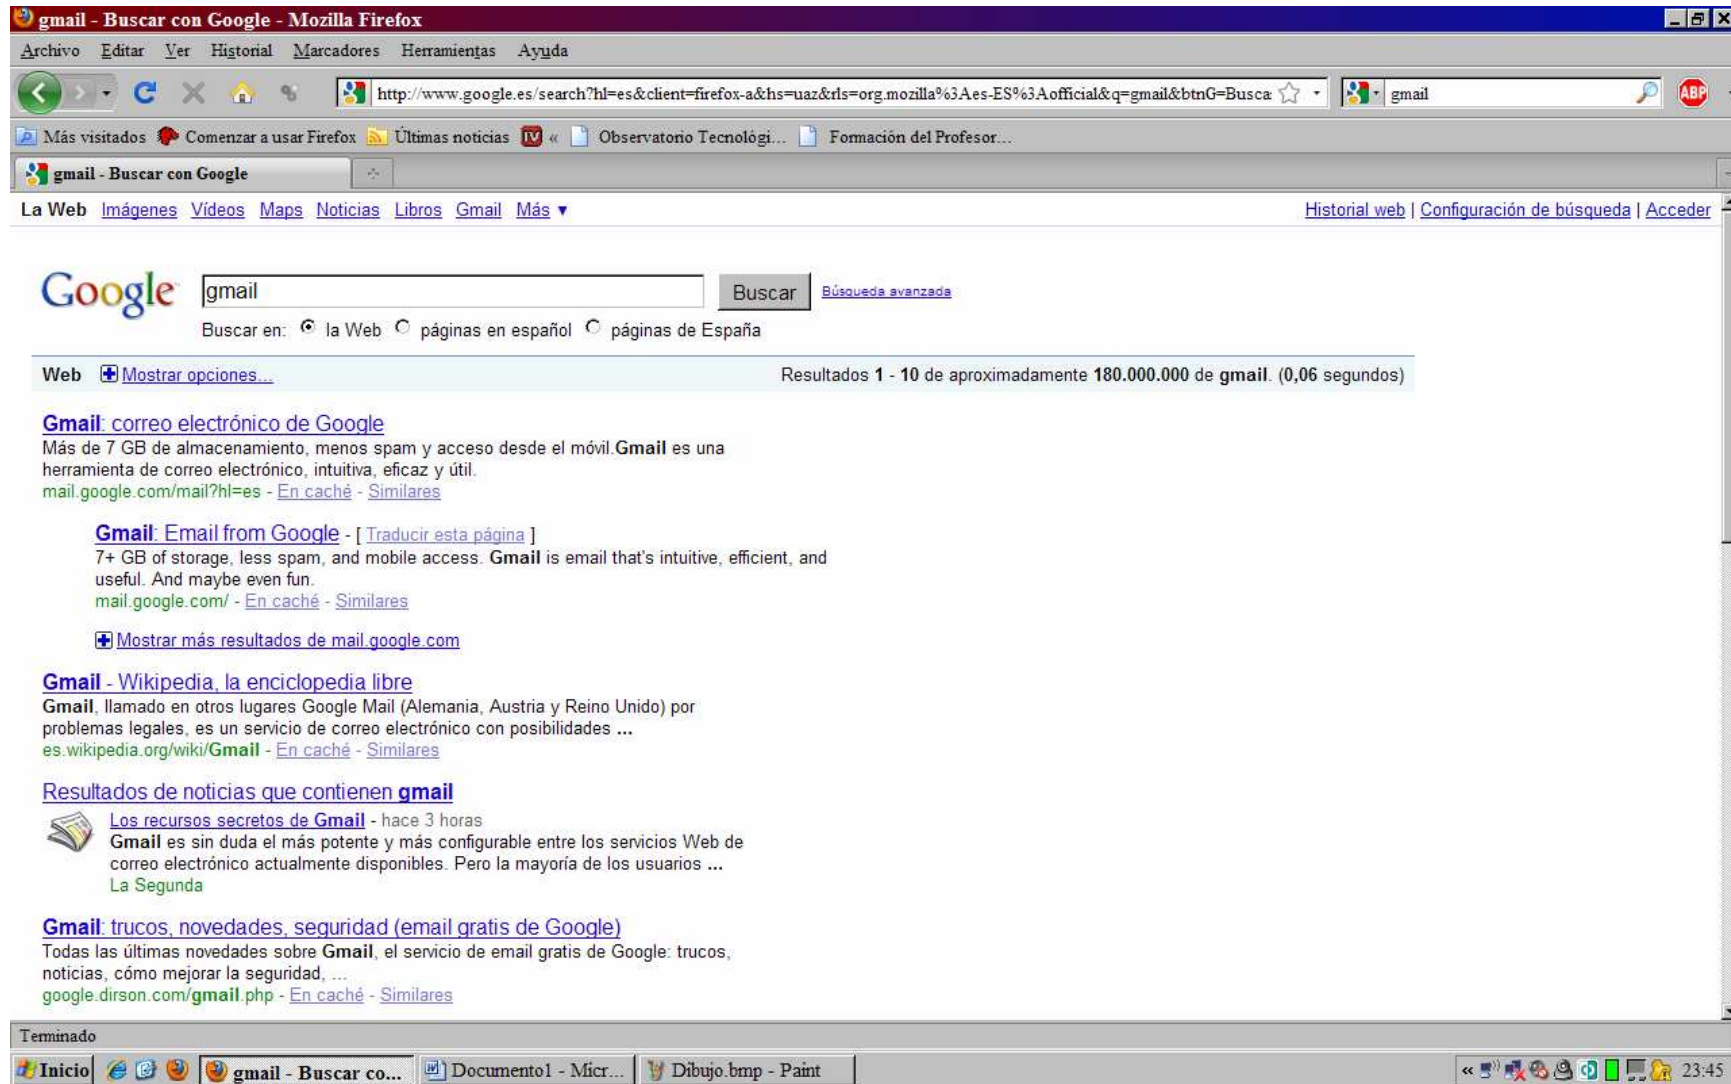 gmail - Buscar con Google - Mozilla Firefox
Archivo Editar Ver Historial Marcadores Herramientas Ayuda
http://www.google.es/search?hl=es&client=firefox-a&hs=uaz&rls=org.mozilla%3Aes-ES%3Aofficial&q=gmail&btnG=Busca gmail ABP
Más visitados Comenzar a usar Firefox Últimas noticias TV « Observatorio Tecnológi... Formación del Profesor...
gmail - Buscar con Google
La Web Imágenes Vídeos Maps Noticias Libros Gmail Más ▼ Historial web | Configuración de búsqueda | Acceder
Google gmail Buscar Búsqueda avanzada
Buscar en: la Web páginas en español páginas de España
Web Mostrar opciones... Resultados 1 - 10 de aproximadamente 180.000.000 de gmail. (0,06 segundos)
Gmail: correo electrónico de Google
Más de 7 GB de almacenamiento, menos spam y acceso desde el móvil.Gmail es una
herramienta de correo electrónico, intuitiva, eficaz y útil.
mail.google.com/mail?hl=es - En caché - Similares
Gmail: Email from Google - [ Traducir esta página ]
7+ GB of storage, less spam, and mobile access. Gmail is email that's intuitive, efficient, and
useful. And maybe even fun.
mail.google.com/ - En caché - Similares
Mostrar más resultados de mail.google.com
Gmail - Wikipedia, la enciclopedia libre
Gmail, llamado en otros lugares Google Mail (Alemania, Austria y Reino Unido) por
problemas legales, es un servicio de correo electrónico con posibilidades ...
es.wikipedia.org/wiki/Gmail - En caché - Similares
Resultados de noticias que contienen gmail
Los recursos secretos de Gmail - hace 3 horas
Gmail es sin duda el más potente y más configurable entre los servicios Web de
correo electrónico actualmente disponibles. Pero la mayoría de los usuarios ...
La Segunda
Gmail: trucos, novedades, seguridad (email gratis de Google)
Todas las últimas novedades sobre Gmail, el servicio de email gratis de Google: trucos,
noticias, cómo mejorar la seguridad, ...
google.dirson.com/gmail.php - En caché - Similares
Terminado
Inicio gmail - Buscar co... Documento1 - Micr... Dibujo.bmp - Paint « 23:45